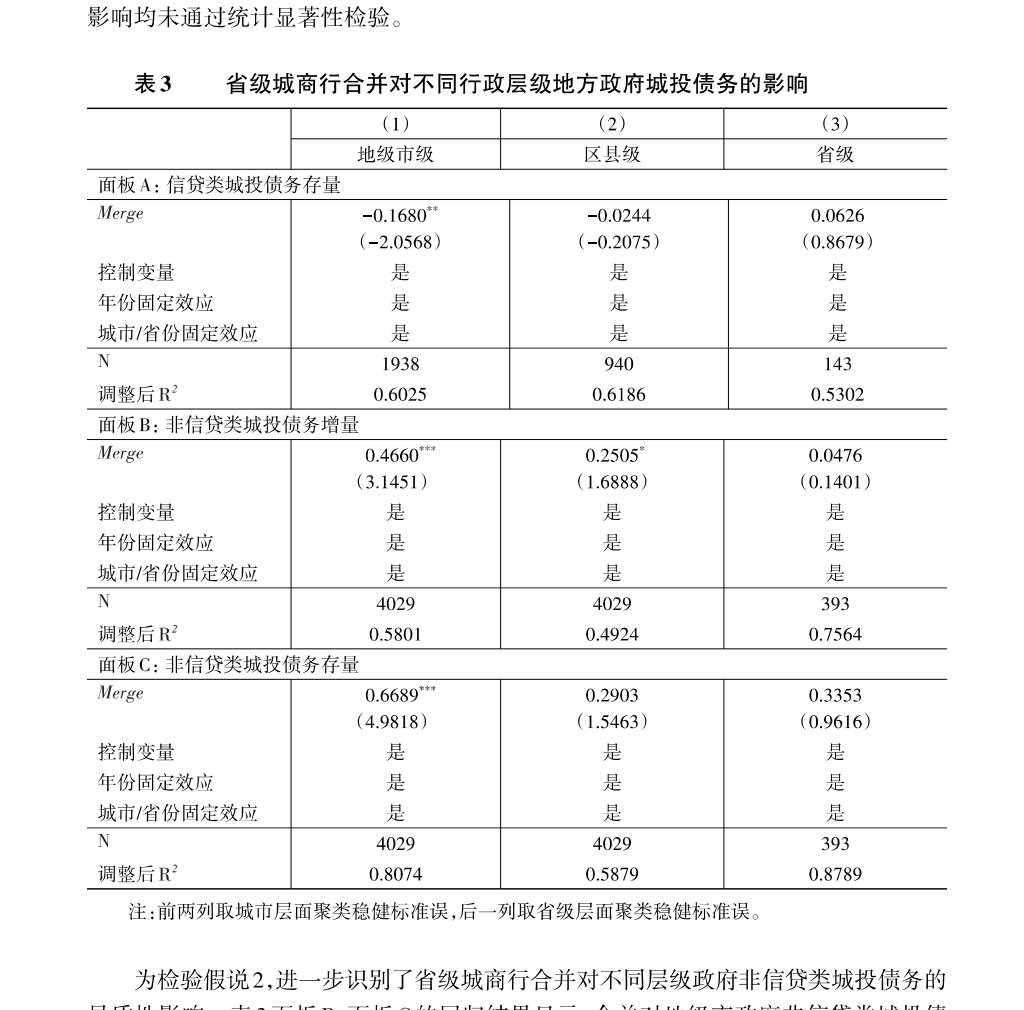 影响均未通过统计显著性检验。
表3 省级城商行合并对不同行政层级地方政府城投债务的影响
(1) (2) (3)
地级市级 区县级 省级
面板A: 信贷类城投债务存量
Merge -0.1680** -0.0244 0.0626
(-2.0568) (-0.2075) (0.8679)
控制变量 是 是 是
年份固定效应 是 是 是
城市/省份固定效应 是 是 是
N 1938 940 143
调整后R² 0.6025 0.6186 0.5302
面板B: 非信贷类城投债务增量
Merge 0.4660*** 0.2505* 0.0476
(3.1451) (1.6888) (0.1401)
控制变量 是 是 是
年份固定效应 是 是 是
城市/省份固定效应 是 是 是
N 4029 4029 393
调整后R² 0.5801 0.4924 0.7564
面板C: 非信贷类城投债务存量
Merge 0.6689*** 0.2903 0.3353
(4.9818) (1.5463) (0.9616)
控制变量 是 是 是
年份固定效应 是 是 是
城市/省份固定效应 是 是 是
N 4029 4029 393
调整后R² 0.8074 0.5879 0.8789
注:前两列取城市层面聚类稳健标准误,后一列取省级层面聚类稳健标准误。
为检验假说2,进一步识别了省级城商行合并对不同层级政府非信贷类城投债务的